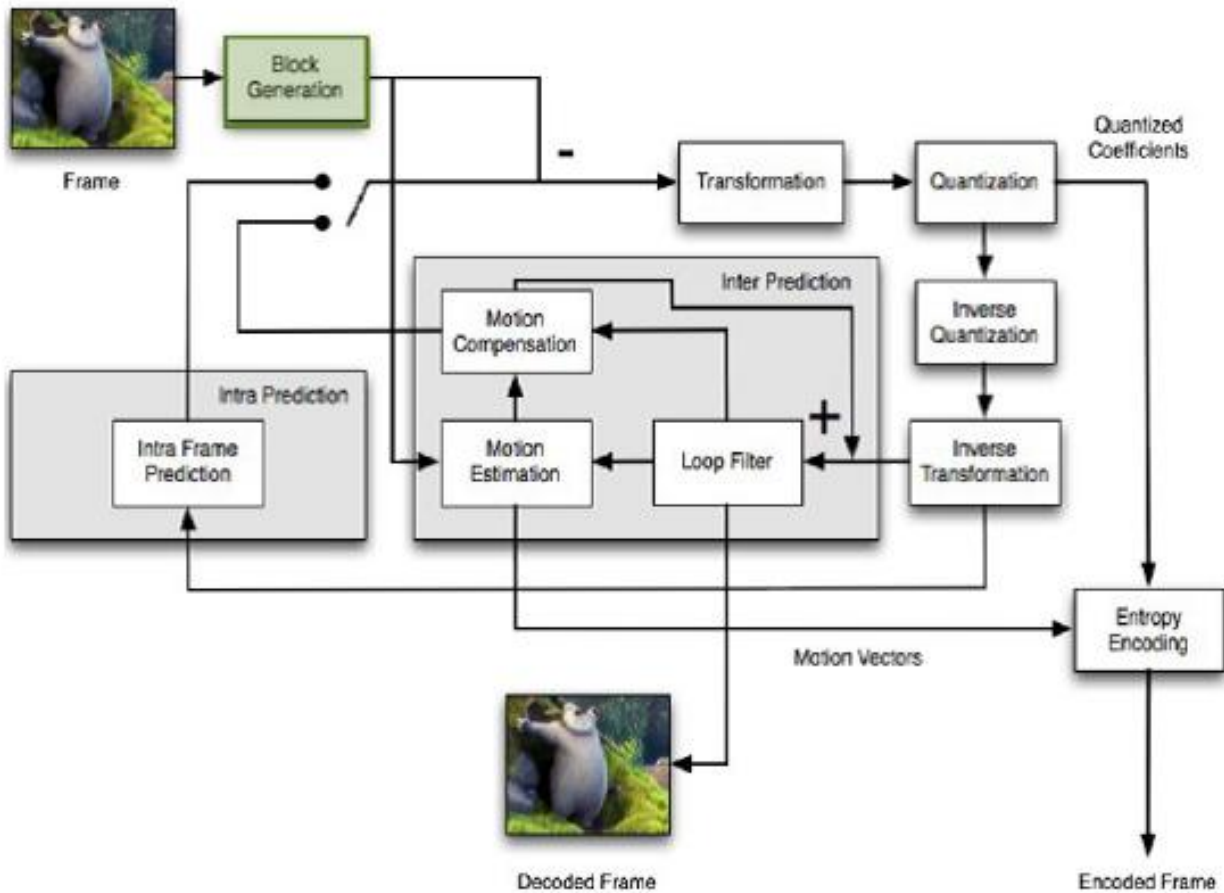 Block
Generation
Frame
-
Transformation
Quantization
Quantized
Coefficients
Inter Prediction
Motion
Compensation
Inverse
Quantization
Intra Prediction
Intra Frame
Prediction
Motion
Estimation
Loop Filter
+
Inverse
Transformation
Motion Vectors
Entropy
Encoding
Decoded Frame
Encoded Frame